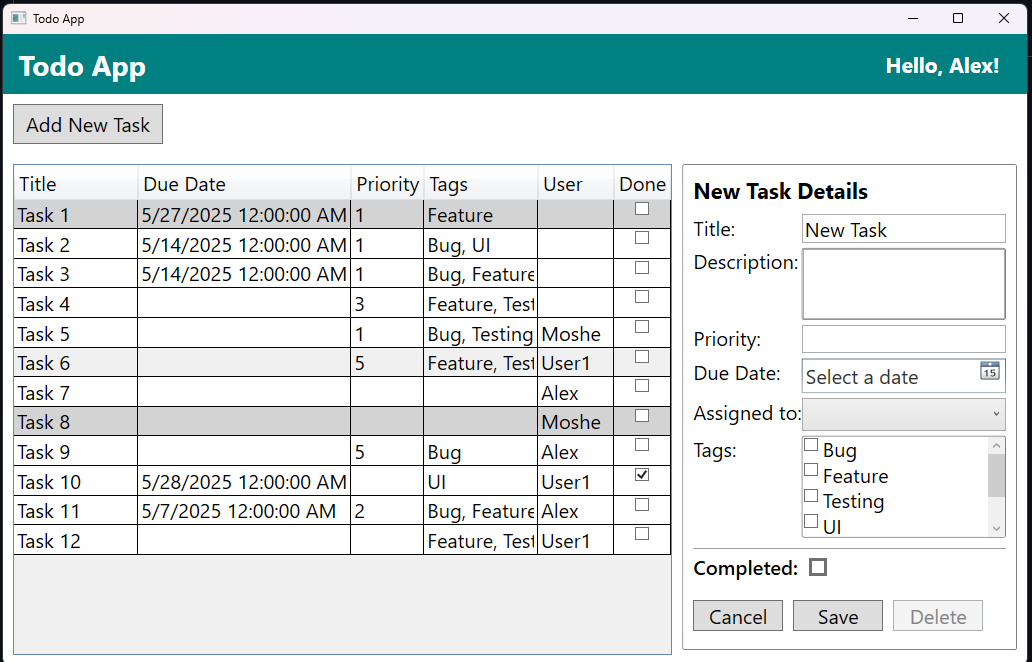 Todo App
Todo App
Hello, Alex!
Add New Task
Title Due Date Priority Tags User Done
Task 1 5/27/2025 12:00:00 AM 1 Feature
Task 2 5/14/2025 12:00:00 AM 1 Bug, UI
Task 3 5/14/2025 12:00:00 AM 1 Bug, Feature
Task 4 3 Feature, Test
Task 5 1 Bug, Testing Moshe
Task 6 5 Feature, Test User1
Task 7 Alex
Task 8 Moshe
Task 9 5 Bug Alex
Task 10 5/28/2025 12:00:00 AM UI User1
Task 11 5/7/2025 12:00:00 AM 2 Bug, Feature Alex
Task 12 Feature, Test User1
New Task Details
Title: New Task
Description:
Priority:
Due Date: Select a date 15
Assigned to:
Tags: Bug
Feature
Testing
UI
Completed:
Cancel Save Delete